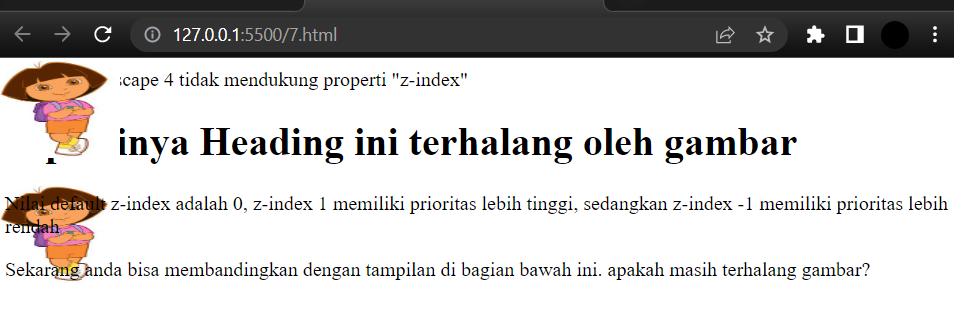 127.0.0.1:5500/7.html
scape 4 tidak mendukung properti "z-index"
inya Heading ini terhalang oleh gambar
Nilai default z-index adalah 0, z-index 1 memiliki prioritas lebih tinggi, sedangkan z-index -1 memiliki prioritas lebih
rendah
Sekarang anda bisa membandingkan dengan tampilan di bagian bawah ini. apakah masih terhalang gambar?